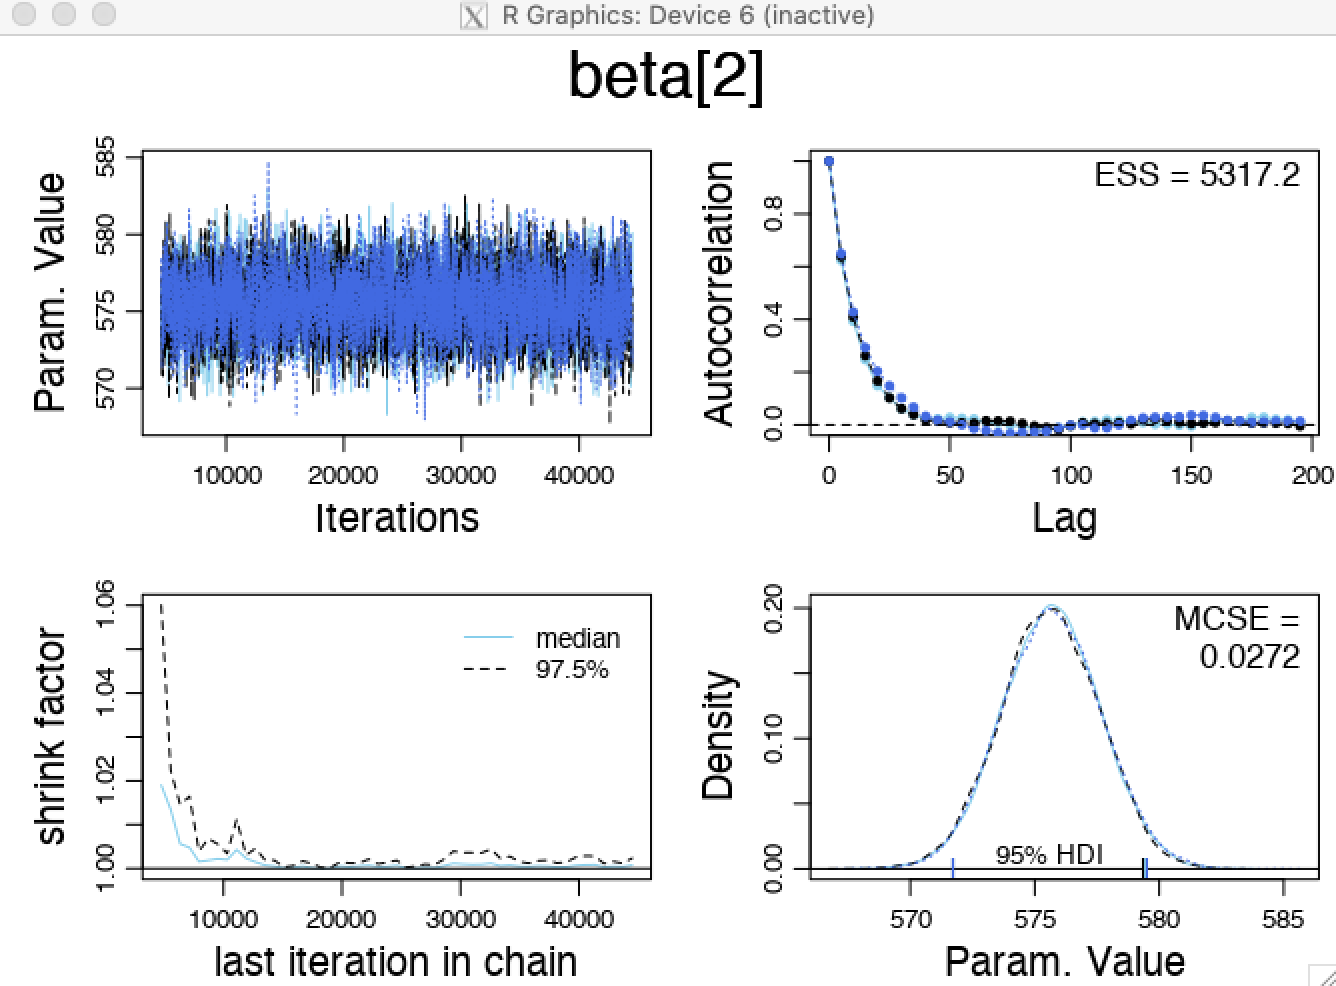 R Graphics: Device 6 (inactive)
beta[2]
Param. Value
585
580
575
570
10000
20000
30000
40000
Iterations
Autocorrelation
0.8
0.4
0.0
ESS = 5317.2
0
50
100
150
200
Lag
shrink factor
1.06
1.04
1.02
1.00
median
97.5%
10000
20000
30000
40000
last iteration in chain
Density
0.20
0.10
0.00
MCSE =
0.0272
95% HDI
570
575
580
585
Param. Value